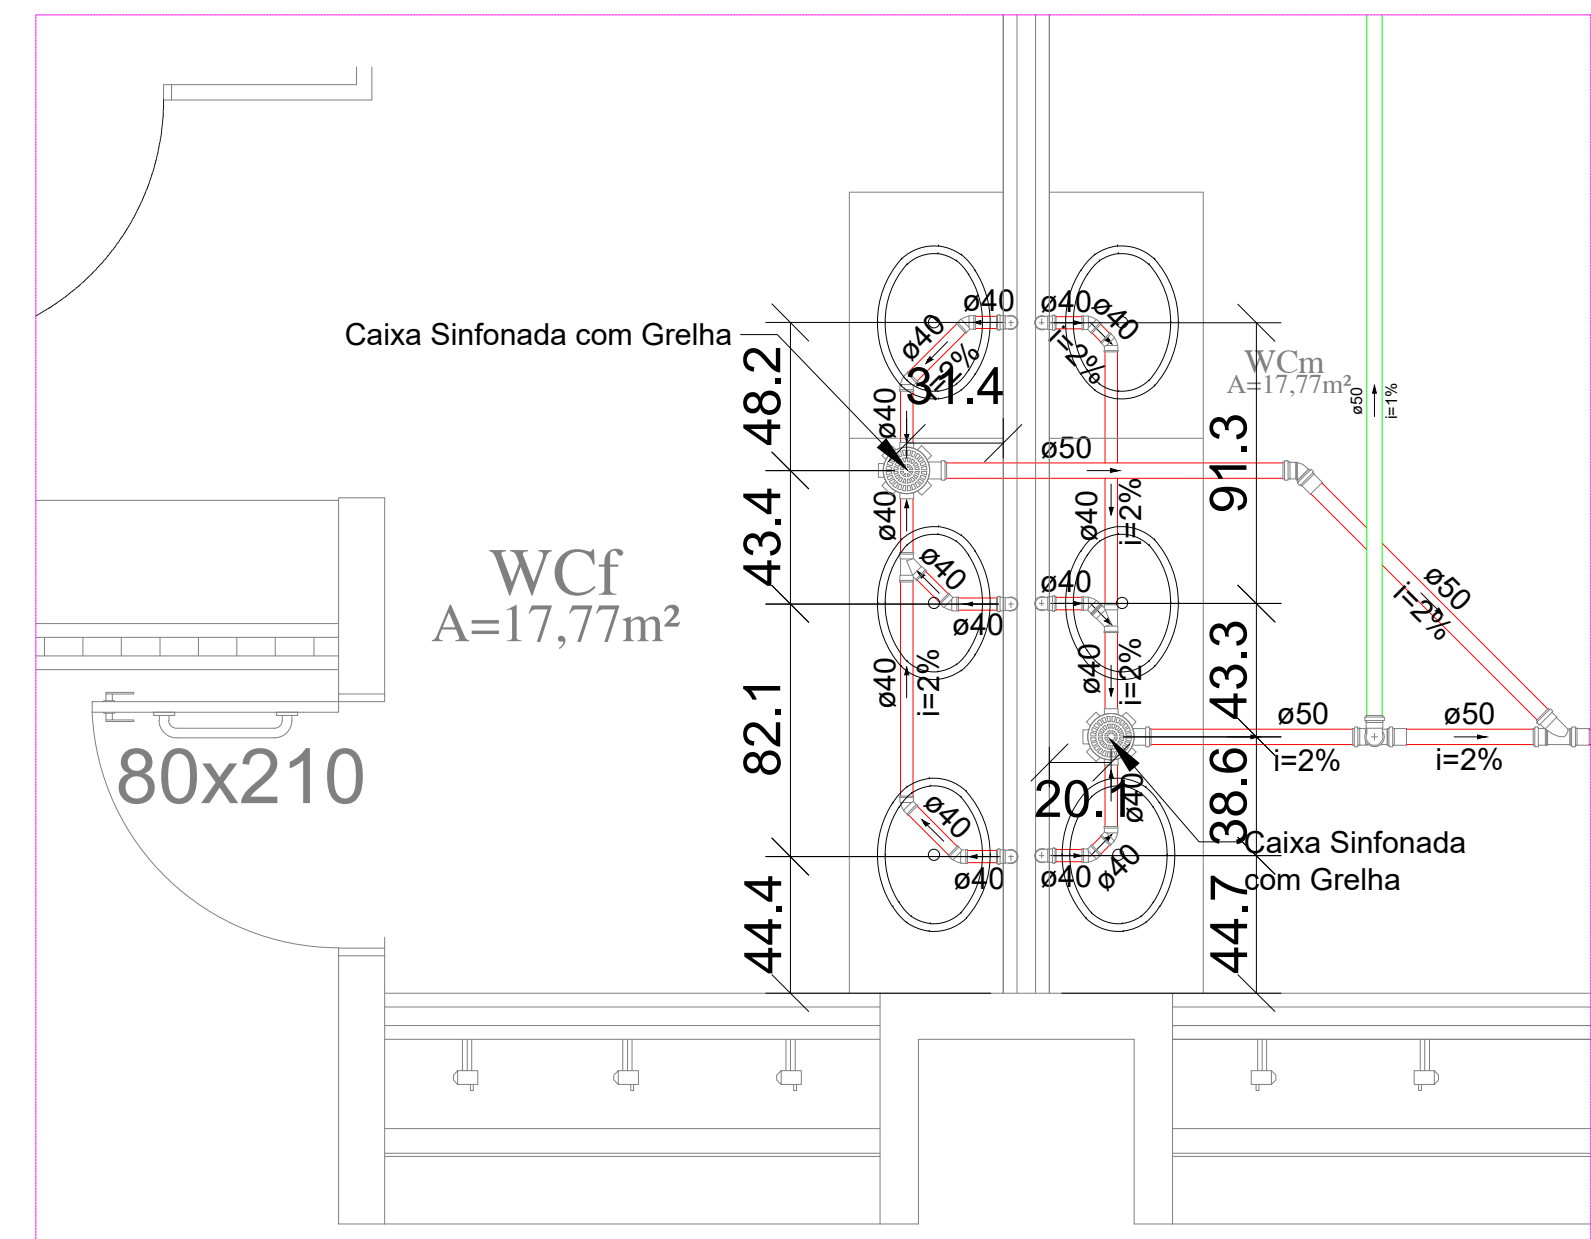 ø40
ø40
ø40
ø40
i=2%
i=2%
31.4
Caixa Sinfonada com Grelha
48.2
WCm
A=17,77m²
ø50
i=1%
ø40
ø50
91.3
ø40
ø40
i=2%
43.4
WCf
A=17,77m²
ø40
ø40
ø40
ø50
i=2%
ø40
i=2%
ø40
i=2%
43.3
82.1
ø50
ø50
i=2%
i=2%
80x210
20.1
ø40
38.6
ø40
Caixa Sinfonada
com Grelha
ø40
ø40
ø40
44.4
44.7